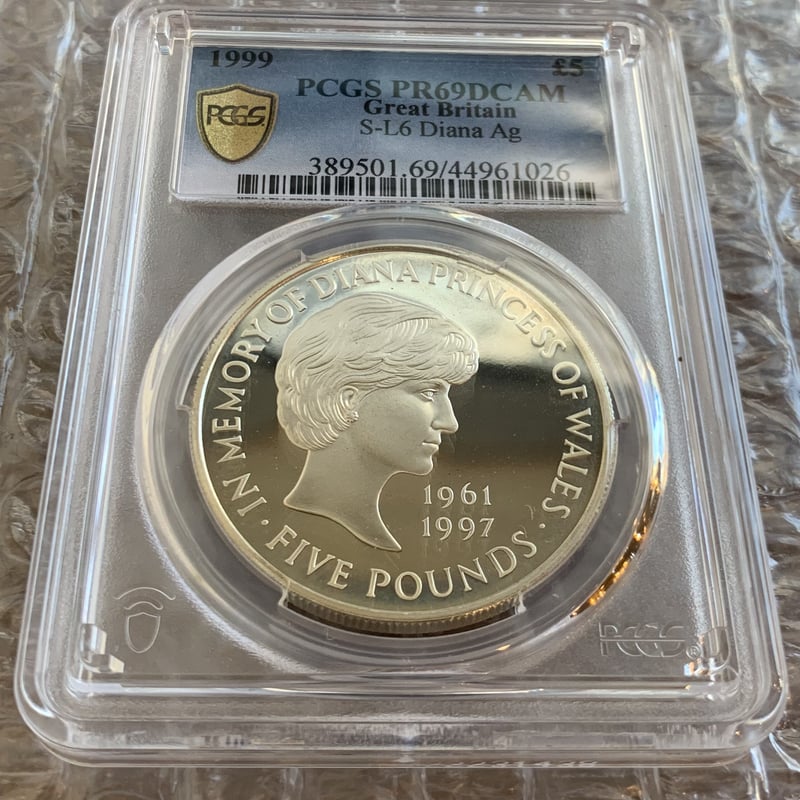 1999 £5
PCGS PR69DCAM
PCGS Great Britain
S-L6 Diana Ag
389501.69/44961026
IN MEMORY OF DIANA PRINCESS OF WALES
1961
1997
· FIVE POUNDS ·
PCGS®